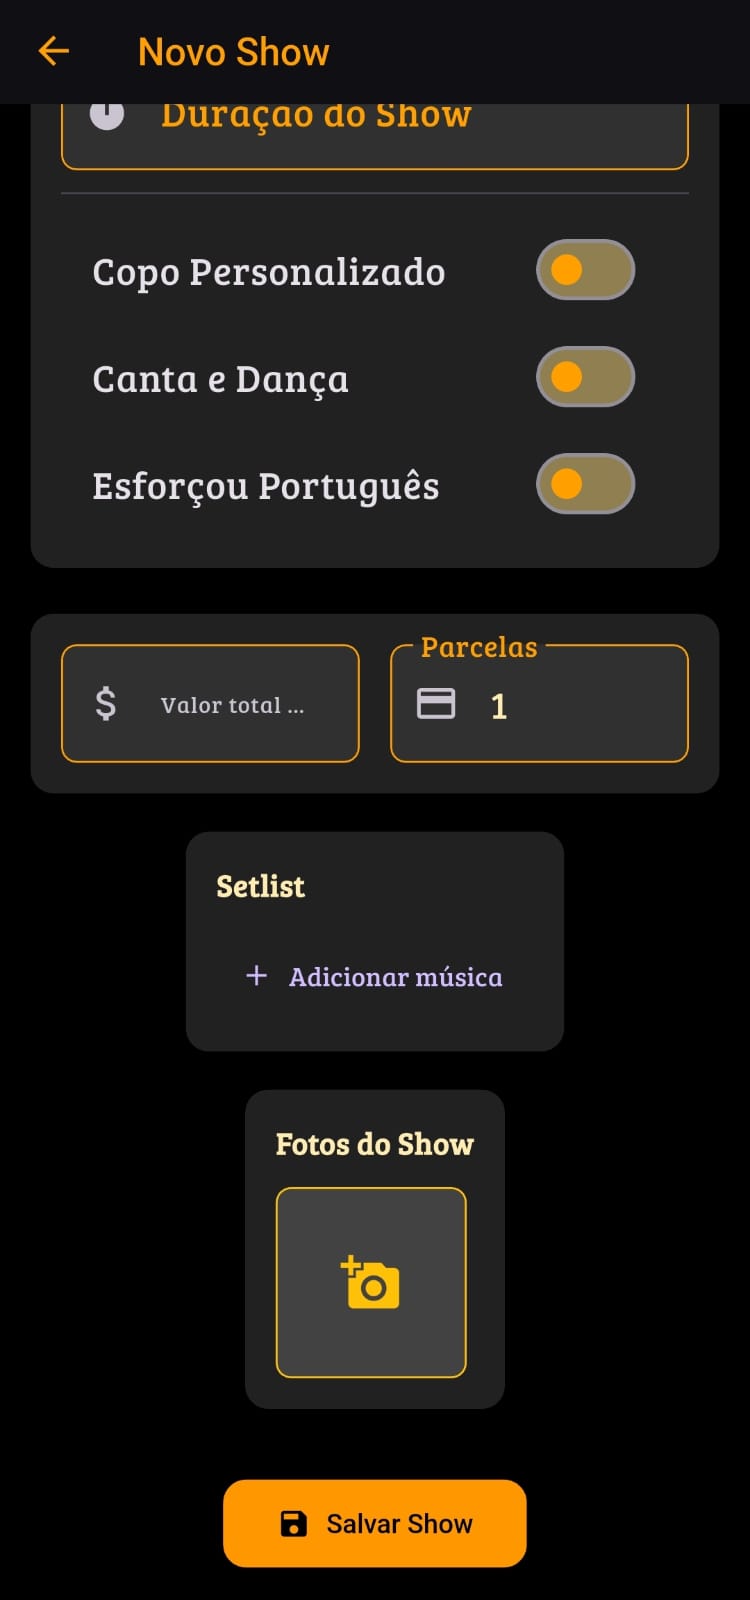 Novo Show
Duração do Show
Copo Personalizado
Canta e Dança
Esforçou Português
Parcelas
$ Valor total ...
1
Setlist
+ Adicionar música
Fotos do Show
Salvar Show